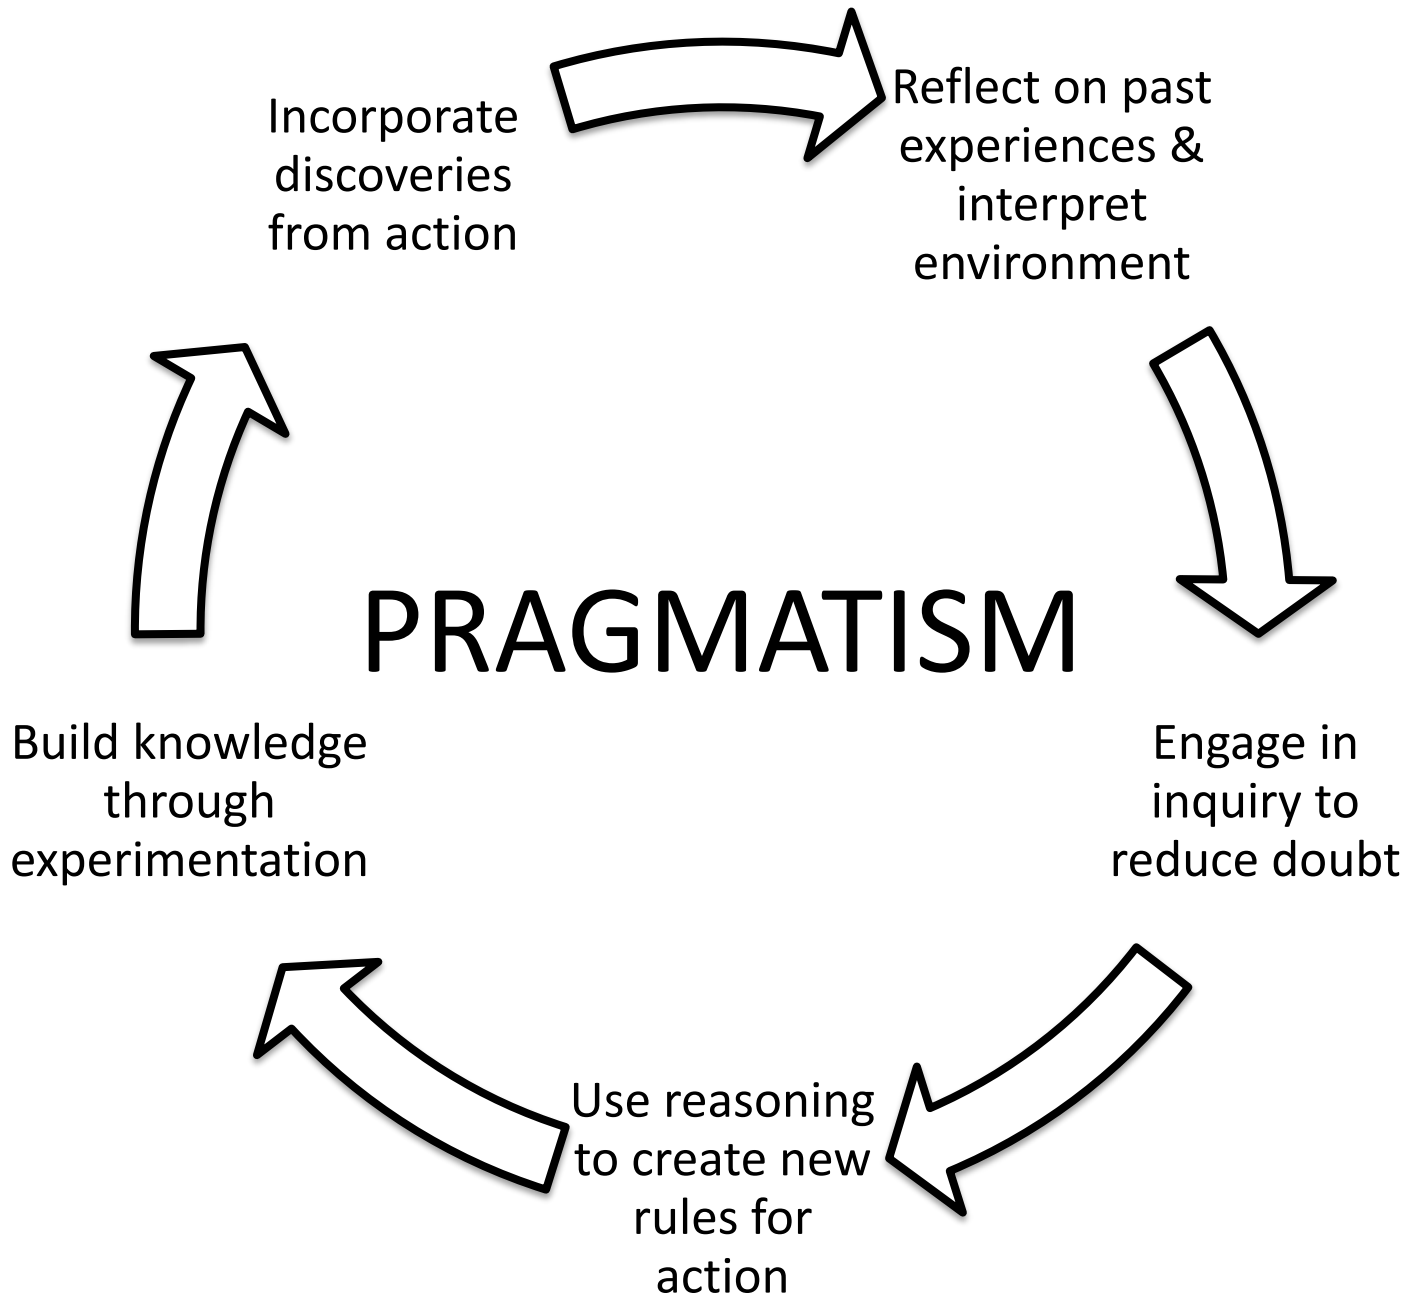 Incorporate
discoveries
from action
Reflect on past
experiences &
interpret
environment
PRAGMATISM
Build knowledge
through
experimentation
Engage in
inquiry to
reduce doubt
Use reasoning
to create new
rules for
action